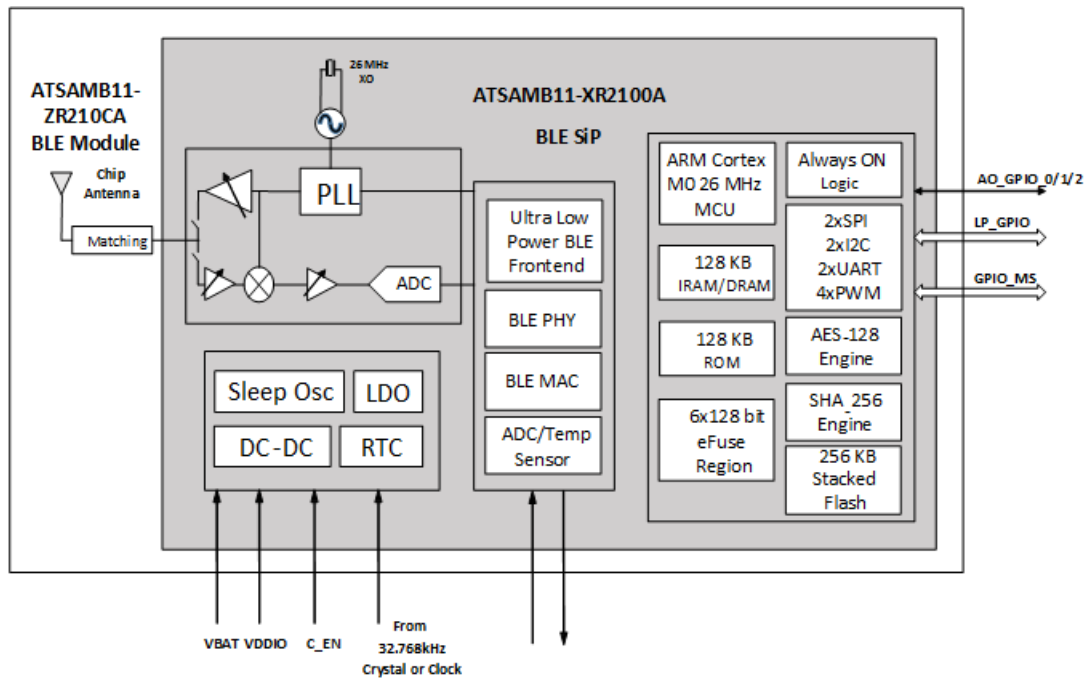 26 MHz
XO
ATSAMB11-
ZR210CA
BLE Module
Chip
Antenna
Matching
ATSAMB11-XR2100A
BLE SiP
PLL
ADC
Ultra Low
Power BLE
Frontend
BLE PHY
BLE MAC
ADC/Temp
Sensor
Sleep Osc
LDO
DC-DC
RTC
ARM Cortex
M0 26 MHz
MCU
128 KB
IRAM/DRAM
128 KB
ROM
6x128 bit
eFuse
Region
Always ON
Logic
2xSPI
2xI2C
2xUART
4xPWM
AES-128
Engine
SHA_256
Engine
256 KB
Stacked
Flash
AO_GPIO_0/1/2
LP_GPIO
GPIO_MS
VBAT
VDDIO
C_EN
From
32.768kHz
Crystal or Clock